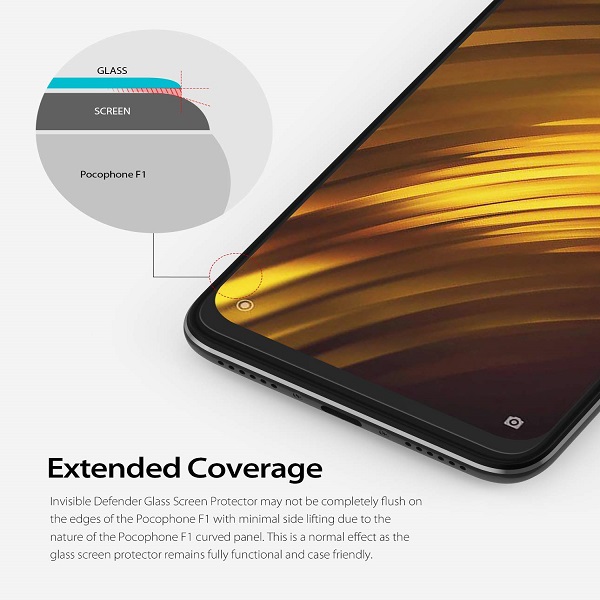 GLASS
SCREEN
Pocophone F1
Extended Coverage
Invisible Defender Glass Screen Protector may not be completely flush on
the edges of the Pocophone F1 with minimal side lifting due to the
nature of the Pocophone F1 curved panel. This is a normal effect as the
glass screen protector remains fully functional and case friendly.